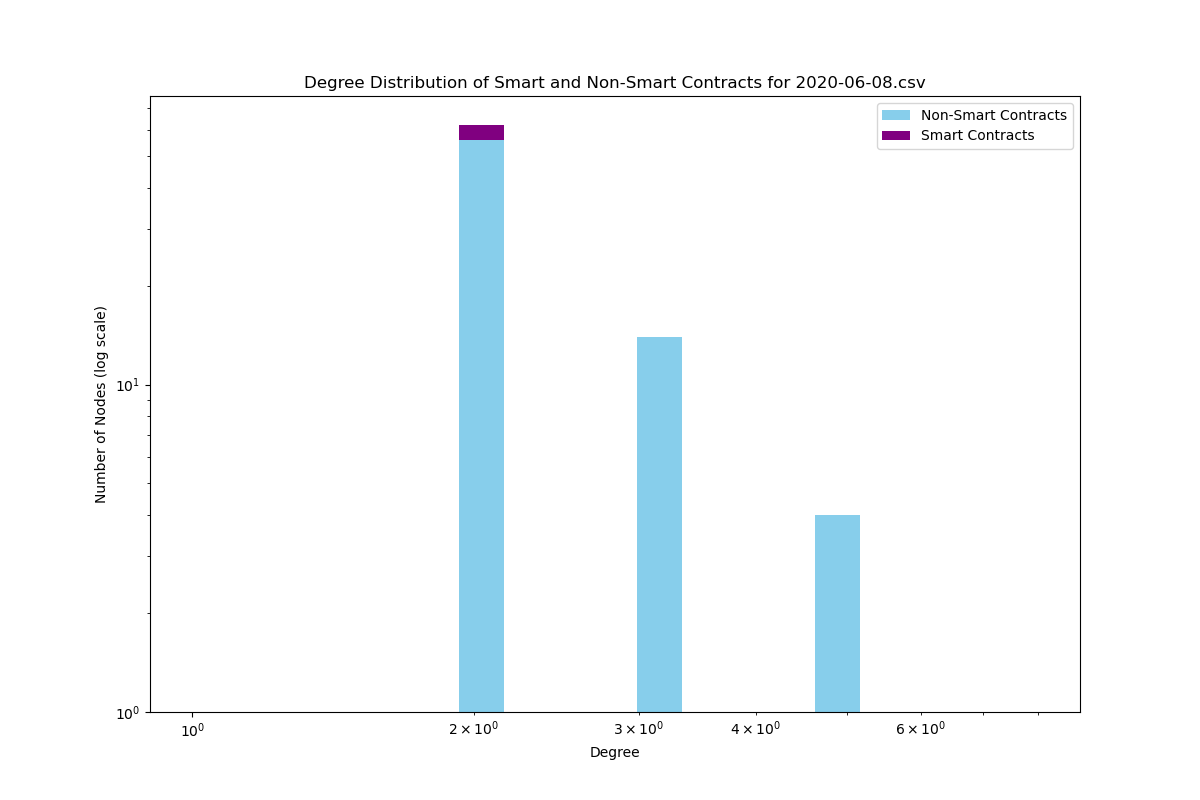 Degree Distribution of Smart and Non-Smart Contracts for 2020-06-08.csv
Non-Smart Contracts
Smart Contracts
Number of Nodes (log scale)
10¹
10⁰
10⁰
2 × 10⁰
3 × 10⁰
4 × 10⁰
6 × 10⁰
Degree